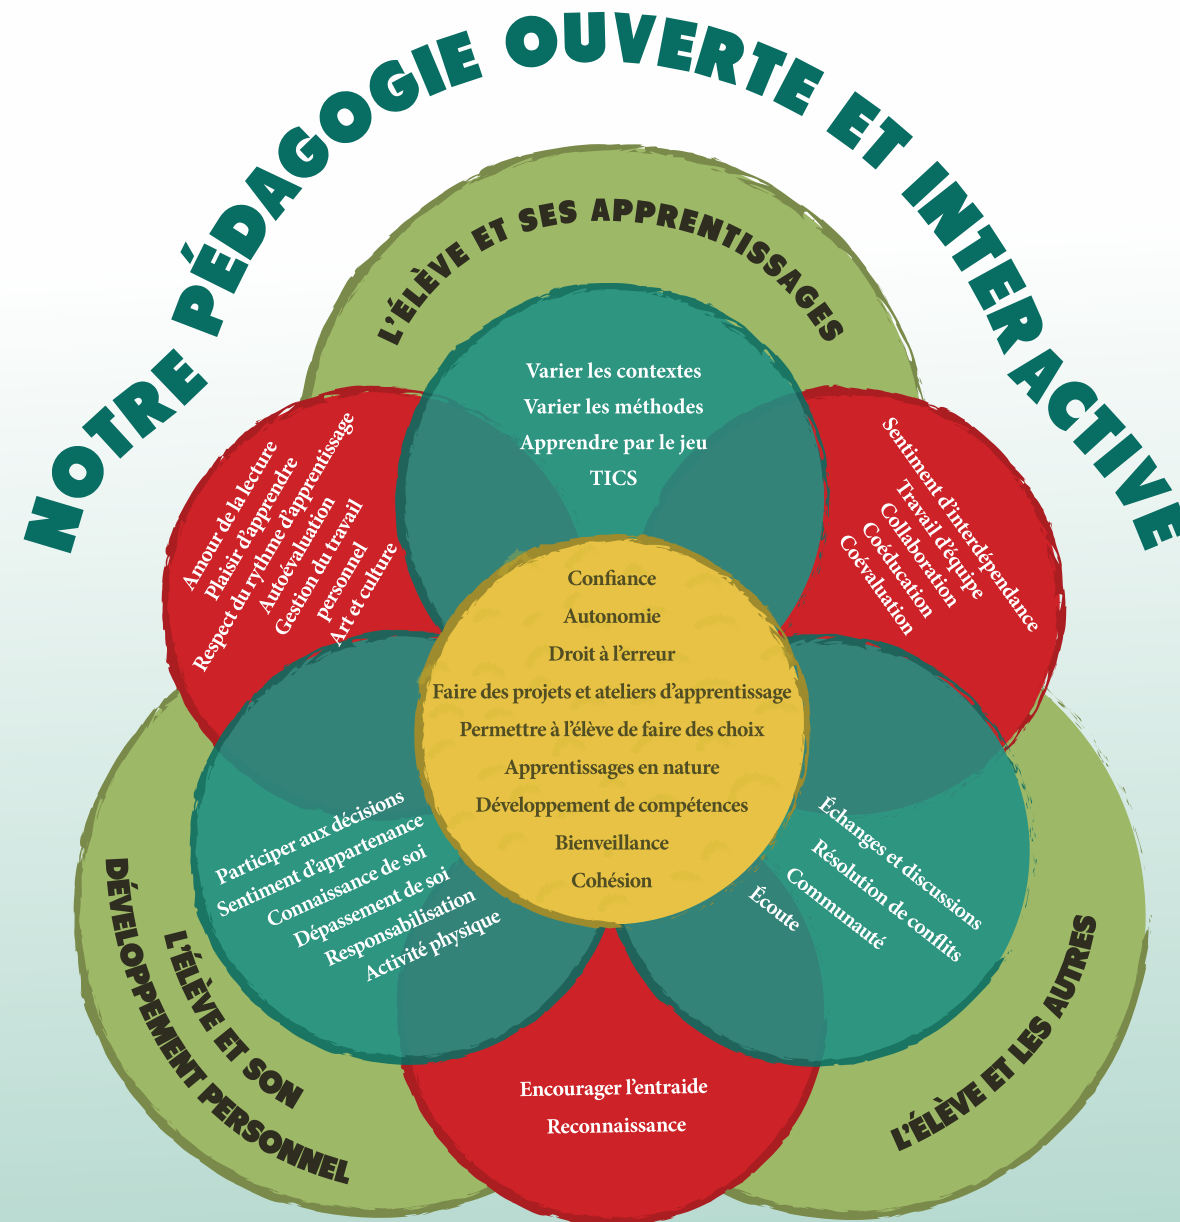 NOTRE PÉDAGOGIE OUVERTE ET INTERACTIVE
L'ÉLÈVE ET SES APPRENTISSAGES
Varier les contextes
Varier les méthodes
Apprendre par le jeu
TICS
Amour de la lecture
Plaisir d'apprendre
Respect du rythme d'apprentissage
Autoévaluation
Gestion du travail
personnel
Art et culture
Sentiment d'interdépendance
Travail d'équipe
Collaboration
Coéducation
Coévaluation
Confiance
Autonomie
Droit à l'erreur
Faire des projets et ateliers d'apprentissage
Permettre à l'élève de faire des choix
Apprentissages en nature
Développement de compétences
Bienveillance
Cohésion
Participer aux décisions
Sentiment d'appartenance
Connaissance de soi
Dépassement de soi
Responsabilisation
Activité physique
Échanges et discussions
Résolution de conflits
Communauté
Écoute
L'ÉLÈVE ET SON
DÉVELOPPEMENT PERSONNEL
L'ÉLÈVE ET LES AUTRES
Encourager l'entraide
Reconnaissance